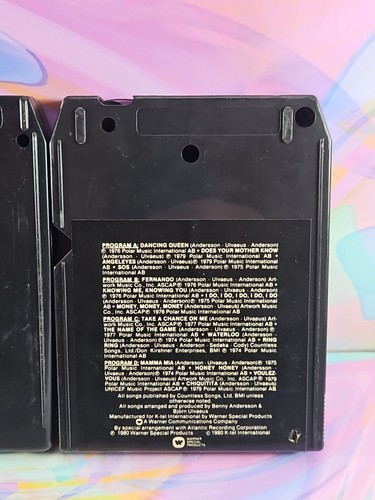 PROGRAM A: DANCING QUEEN (Andersson - Ulvaeus - Anderson)
℗ 1976 Polar Music International AB • DOES YOUR MOTHER KNOW
(Andersson - Ulvaeus) ℗ 1979 Polar Music International AB •
ANGELEYES (Andersson - Ulvaeus)℗ 1979 Polar Music International
AB • SOS (Andersson - Ulvaeus - Anderson) ℗ 1975 Polar Music
International AB
PROGRAM B: FERNANDO (Andersson - Ulvaeus - Anderson) Art-
work Music Co., Inc. ASCAP℗ 1976 Polar Music International AB •
KNOWING ME, KNOWING YOU (Andersson - Ulvaeus - Anderson)
℗ 1976 Polar Music International AB • I DO, I DO, I DO, I DO, I DO
(Andersson - Ulvaeus - Anderson)℗ 1975 Polar Music International
AB • MONEY, MONEY, MONEY (Andersson - Ulvaeus) Artwork Music
Co., Inc. ASCAP℗ 1976 Polar Music International AB
PROGRAM C: TAKE A CHANCE ON ME (Andersson - Ulvaeus) Art-
work Music Co., Inc. ASCAP℗ 1977 Polar Music International AB •
THE NAME OF THE GAME (Andersson - Ulvaeus - Anderson) ℗
1977 Polar Music International AB • WATERLOO (Andersson - Ulvaeus
- Anderson) ℗ 1974 Polar Music International AB • RING
RING (Andersson - Ulvaeus - Anderson - Sedaka - Cody) Countless
Songs, Ltd./Don Kirshner Enterprises, BMI ℗ 1974 Polar Music
International AB
PROGRAM D: MAMMA MIA (Andersson - Ulvaeus - Anderson)℗ 1975
Polar Music International AB • HONEY HONEY (Andersson - Ulvaeus
- Anderson) ℗ 1974 Polar Music International AB • VOULEZ-
VOUS (Andersson - Ulvaeus) Artwork Music Co., Inc. ASCAP ℗ 1979
Polar Music International AB • CHIQUITITA (Andersson - Ulvaeus)
UNICEF Music Project ASCAP℗ 1979 Polar Music International AB
All songs published by Countless Songs, Ltd. BMI unless
otherwise noted.
All songs arranged and produced by Benny Andersson &
Björn Ulvaeus
Manufactured for K-tel International by Warner Special Products
A Warner Communications Company
By special arrangement with Atlantic Recording Corporation
℗ 1980 Warner Special Products © 1980 K-tel International
WARNER
SPECIAL
PRODUCTS